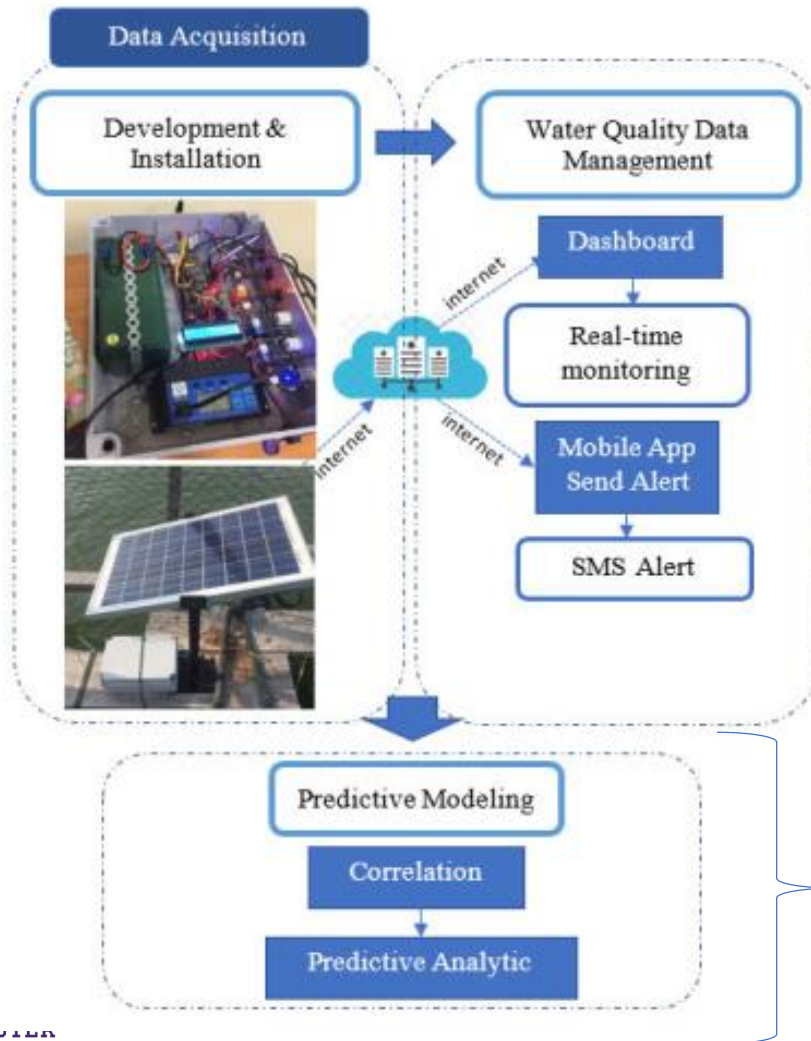 Data Acquisition
Development &
Installation
Water Quality Data
Management
Dashboard
internet
Real-time
monitoring
internet
internet
Mobile App
Send Alert
SMS Alert
Predictive Modeling
Correlation
Predictive Analytic